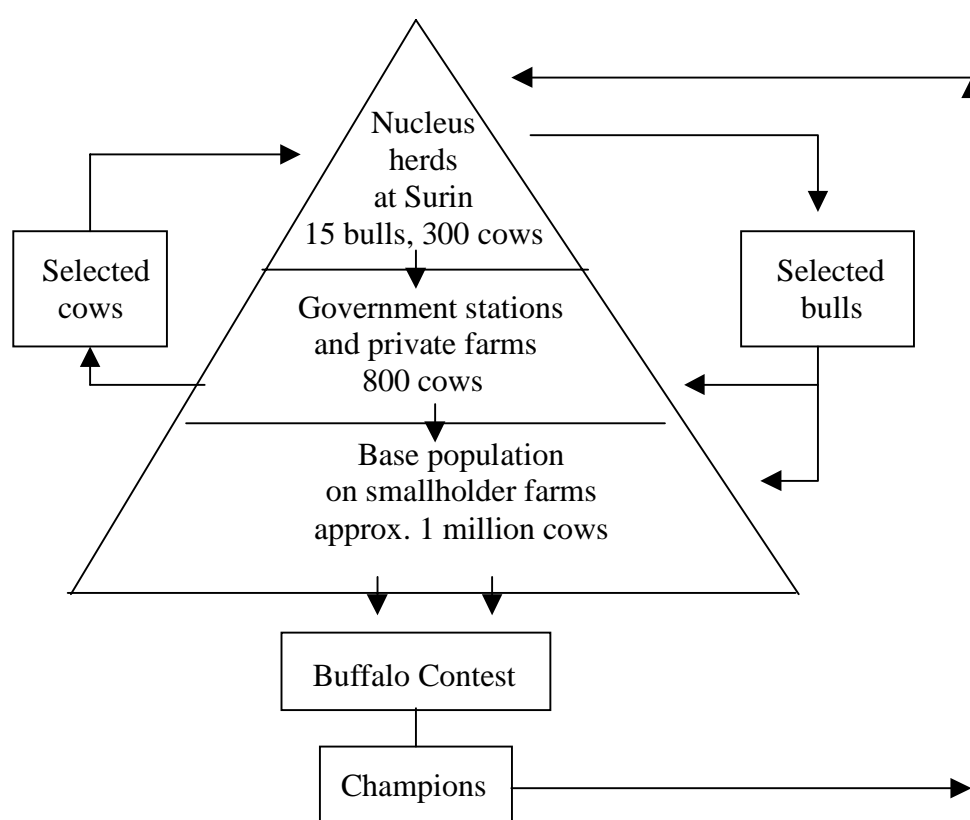 Nucleus
herds
at Surin
15 bulls, 300 cows
Selected
cows
Selected
bulls
Government stations
and private farms
800 cows
Base population
on smallholder farms
approx. 1 million cows
Buffalo Contest
Champions